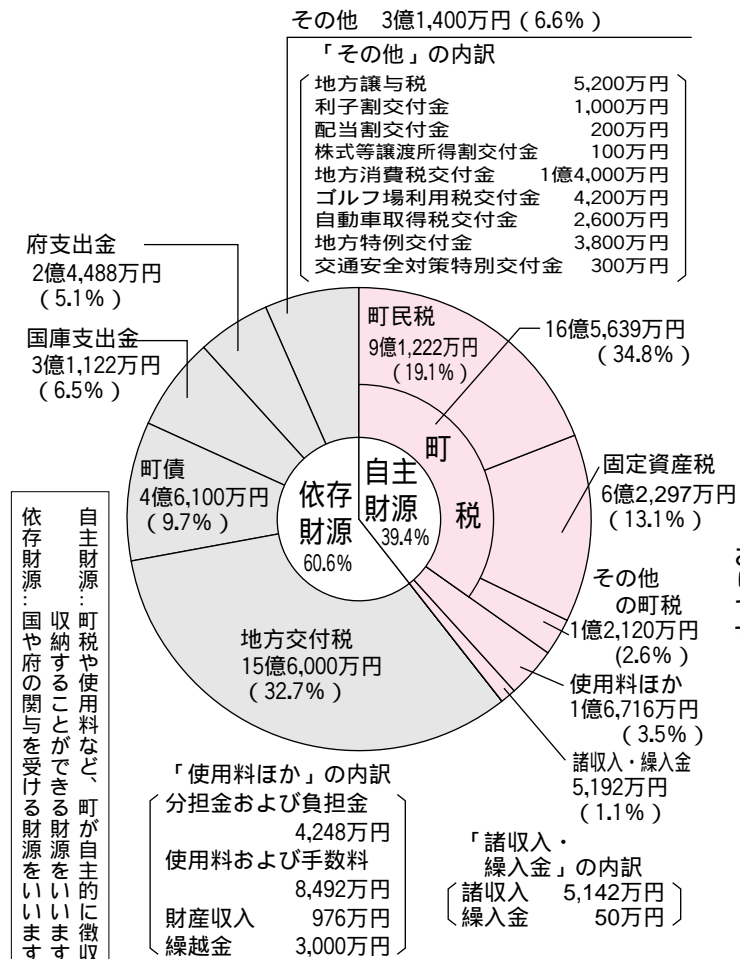 その他　3億1,400万円(6.6%)
「その他」の内訳
地方譲与税　5,200万円
利子割交付金　1,000万円
配当割交付金　200万円
株式等譲渡所得割交付金　100万円
地方消費税交付金　1億4,000万円
ゴルフ場利用税交付金　4,200万円
自動車取得税交付金　2,600万円
地方特例交付金　3,800万円
交通安全対策特別交付金　300万円
府支出金
2億4,488万円
(5.1%)
国庫支出金
3億1,122万円
(6.5%)
町債
4億6,100万円
(9.7%)
地方交付税
15億6,000万円
(32.7%)
依存
財源
60.6%
自主
財源
39.4%
町民税
9億1,222万円
(19.1%)
町
税
16億5,639万円
(34.8%)
固定資産税
6億2,297万円
(13.1%)
その他
の町税
1億2,120万円
(2.6%)
使用料ほか
1億6,716万円
(3.5%)
諸収入・繰入金
5,192万円
(1.1%)
自主財源…町税や使用料など、町が自主的に徴収
収納することができる財源をいいます
依存財源…国や府の関与を受ける財源をいいます
「使用料ほか」の内訳
分担金および負担金
4,248万円
使用料および手数料
8,492万円
財産収入　976万円
繰越金　3,000万円
「諸収入・
繰入金」の内訳
諸収入　5,142万円
繰入金　50万円